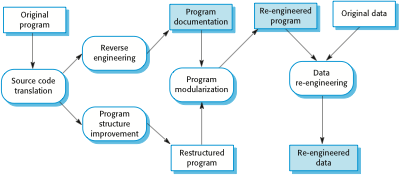 Original
program
Program
documentation
Re-engineered
program
Original data
Reverse
engineering
Source code
translation
Program
modularization
Data
re-engineering
Program
structure
improvement
Restructured
program
Re-engineered
data